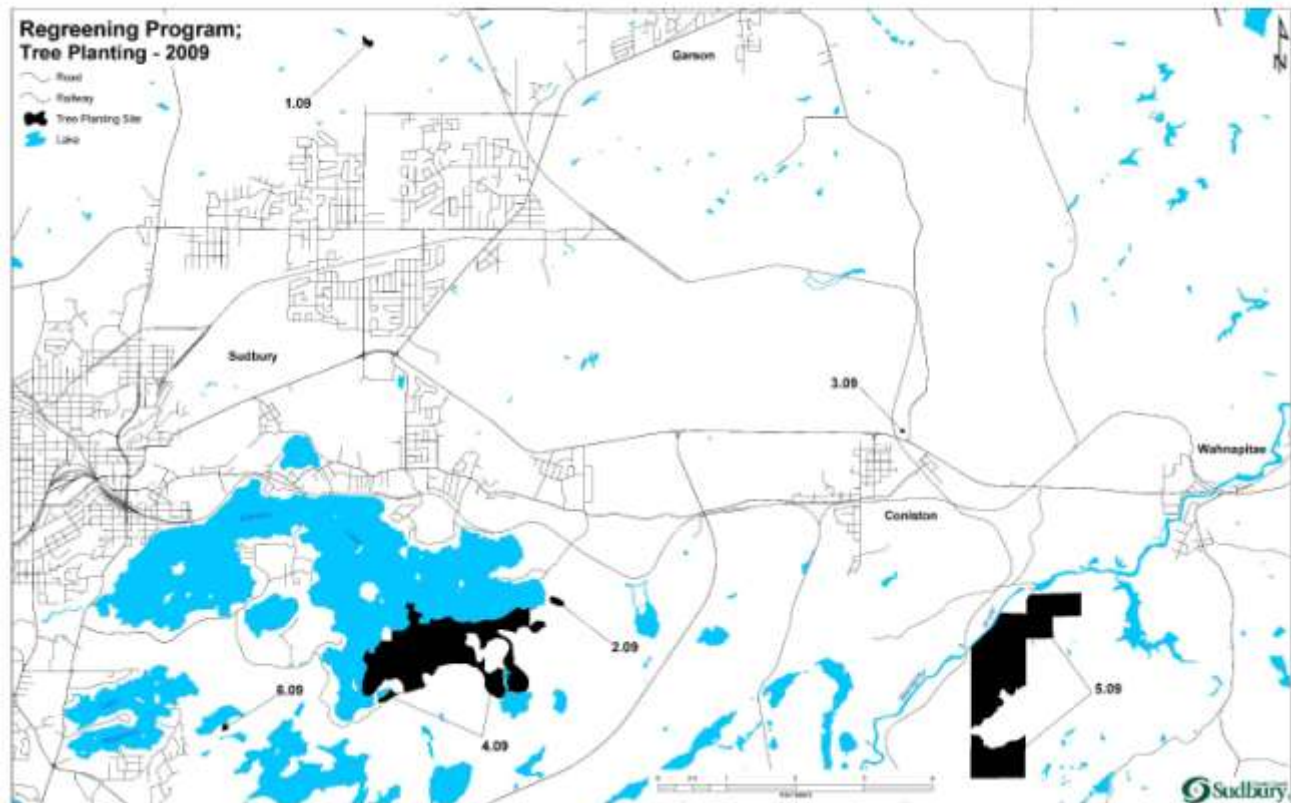 Regreening Program;
Tree Planting - 2009
Road
Railway
Tree Planting Site
Lake
N
Garson
1.09
Sudbury
3.09
Wahnapitae
Coniston
2.09
6.09
5.09
4.09
Sudbury